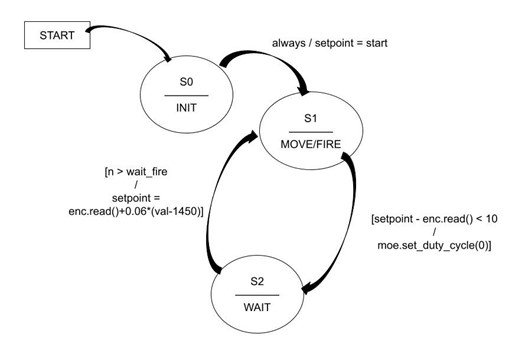 START
S0
INIT
always / setpoint = start
S1
MOVE/FIRE
[n > wait_fire
/
setpoint =
enc.read()+0.06*(val-1450)]
[setpoint - enc.read() < 10
/
moe.set_duty_cycle(0)]
S2
WAIT